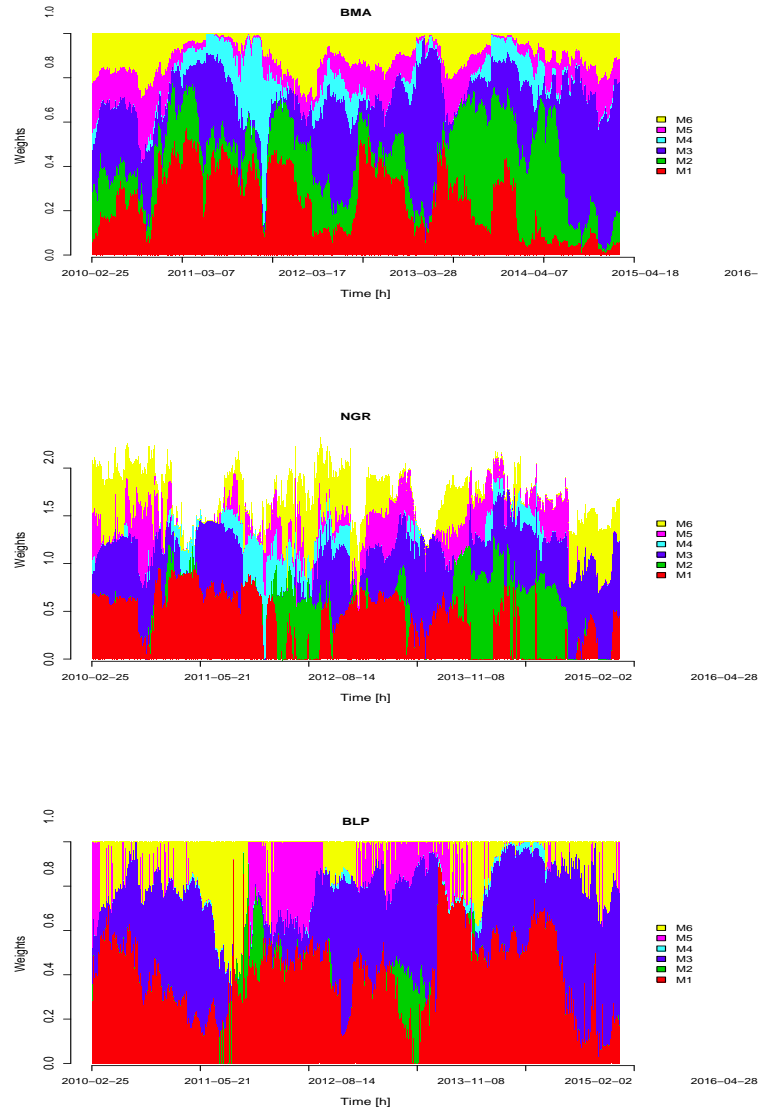 BMA
Weights
0.0 0.2 0.4 0.6 0.8 1.0
M6
M5
M4
M3
M2
M1
2010−02−25 2011−03−07 2012−03−17 2013−03−28 2014−04−07 2015−04−18 2016−
Time [h]
NGR
Weights
0.0 0.5 1.0 1.5 2.0
M6
M5
M4
M3
M2
M1
2010−02−25 2011−05−21 2012−08−14 2013−11−08 2015−02−02 2016−04−28
Time [h]
BLP
Weights
0.0 0.2 0.4 0.6 0.8 1.0
M6
M5
M4
M3
M2
M1
2010−02−25 2011−05−21 2012−08−14 2013−11−08 2015−02−02 2016−04−28
Time [h]